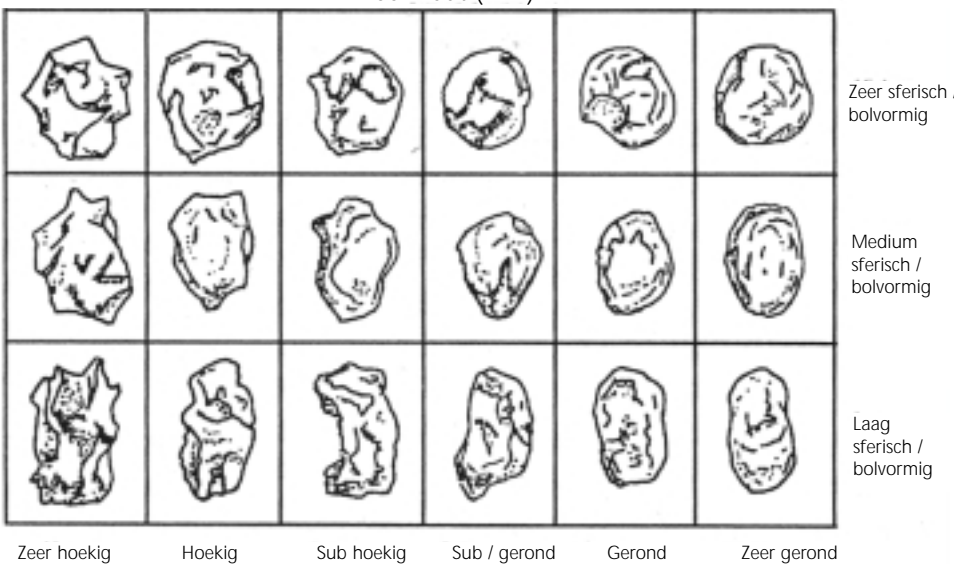 Zeer sferisch /
bolvormig
Medium
sferisch /
bolvormig
Laag
sferisch /
bolvormig
Zeer hoekig
Hoekig
Sub hoekig
Sub / gerond
Gerond
Zeer gerond